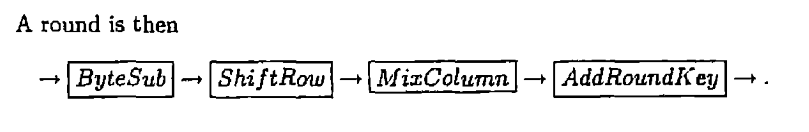 A round is then
→ ByteSub → ShiftRow → MixColumn → AddRoundKey → .